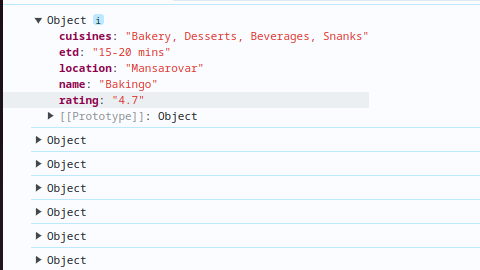 Object i
cuisines: "Bakery, Desserts, Beverages, Snanks"
etd: "15-20 mins"
location: "Mansarovar"
name: "Bakingo"
rating: "4.7"
[[Prototype]]: Object
Object
Object
Object
Object
Object
Object